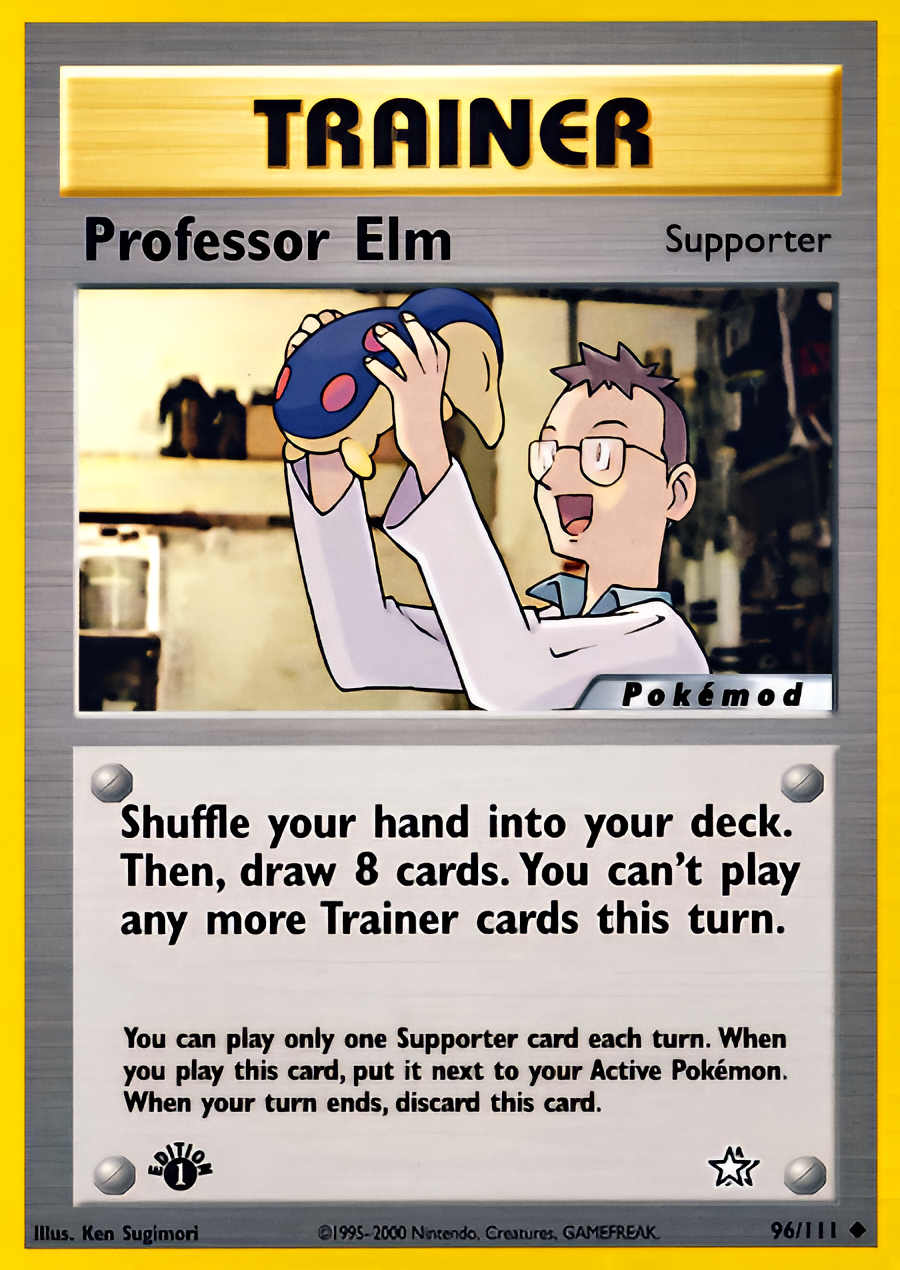 TRAINER
Professor Elm
Supporter
Pokémod
Shuffle your hand into your deck.
Then, draw 8 cards. You can't play
any more Trainer cards this turn.
You can play only one Supporter card each turn. When
you play this card, put it next to your Active Pokémon.
When your turn ends, discard this card.
EDITION
1
Illus. Ken Sugimori
©1995-2000 Nintendo, Creatures, GAMEFREAK.
96/111